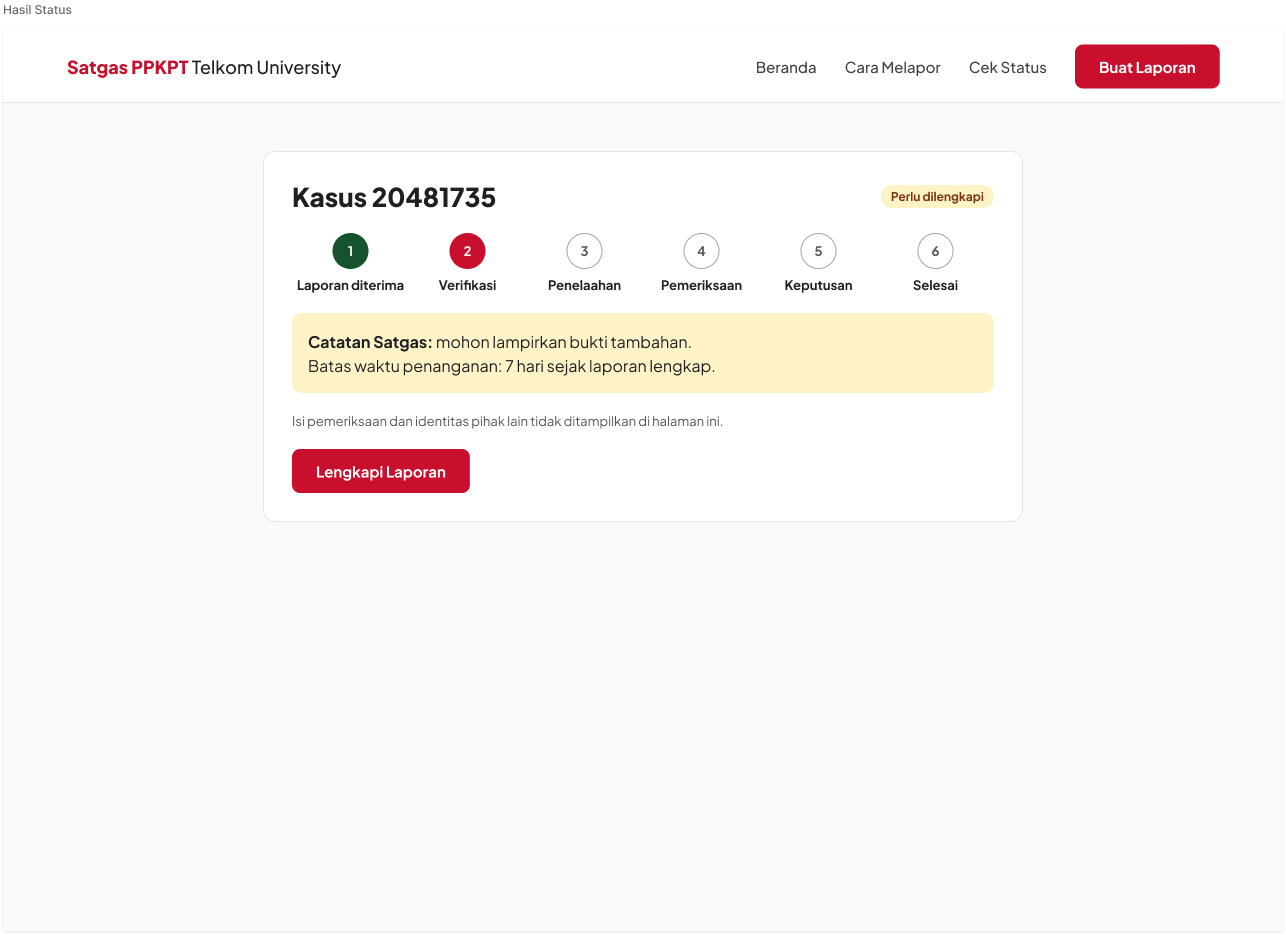 Hasil Status
Satgas PPKPT Telkom University
Beranda
Cara Melapor
Cek Status
Buat Laporan
Kasus 20481735
Perlu dilengkapi
1
Laporan diterima
2
Verifikasi
3
Penelaahan
4
Pemeriksaan
5
Keputusan
6
Selesai
Catatan Satgas: mohon lampirkan bukti tambahan.
Batas waktu penanganan: 7 hari sejak laporan lengkap.
Isi pemeriksaan dan identitas pihak lain tidak ditampilkan di halaman ini.
Lengkapi Laporan